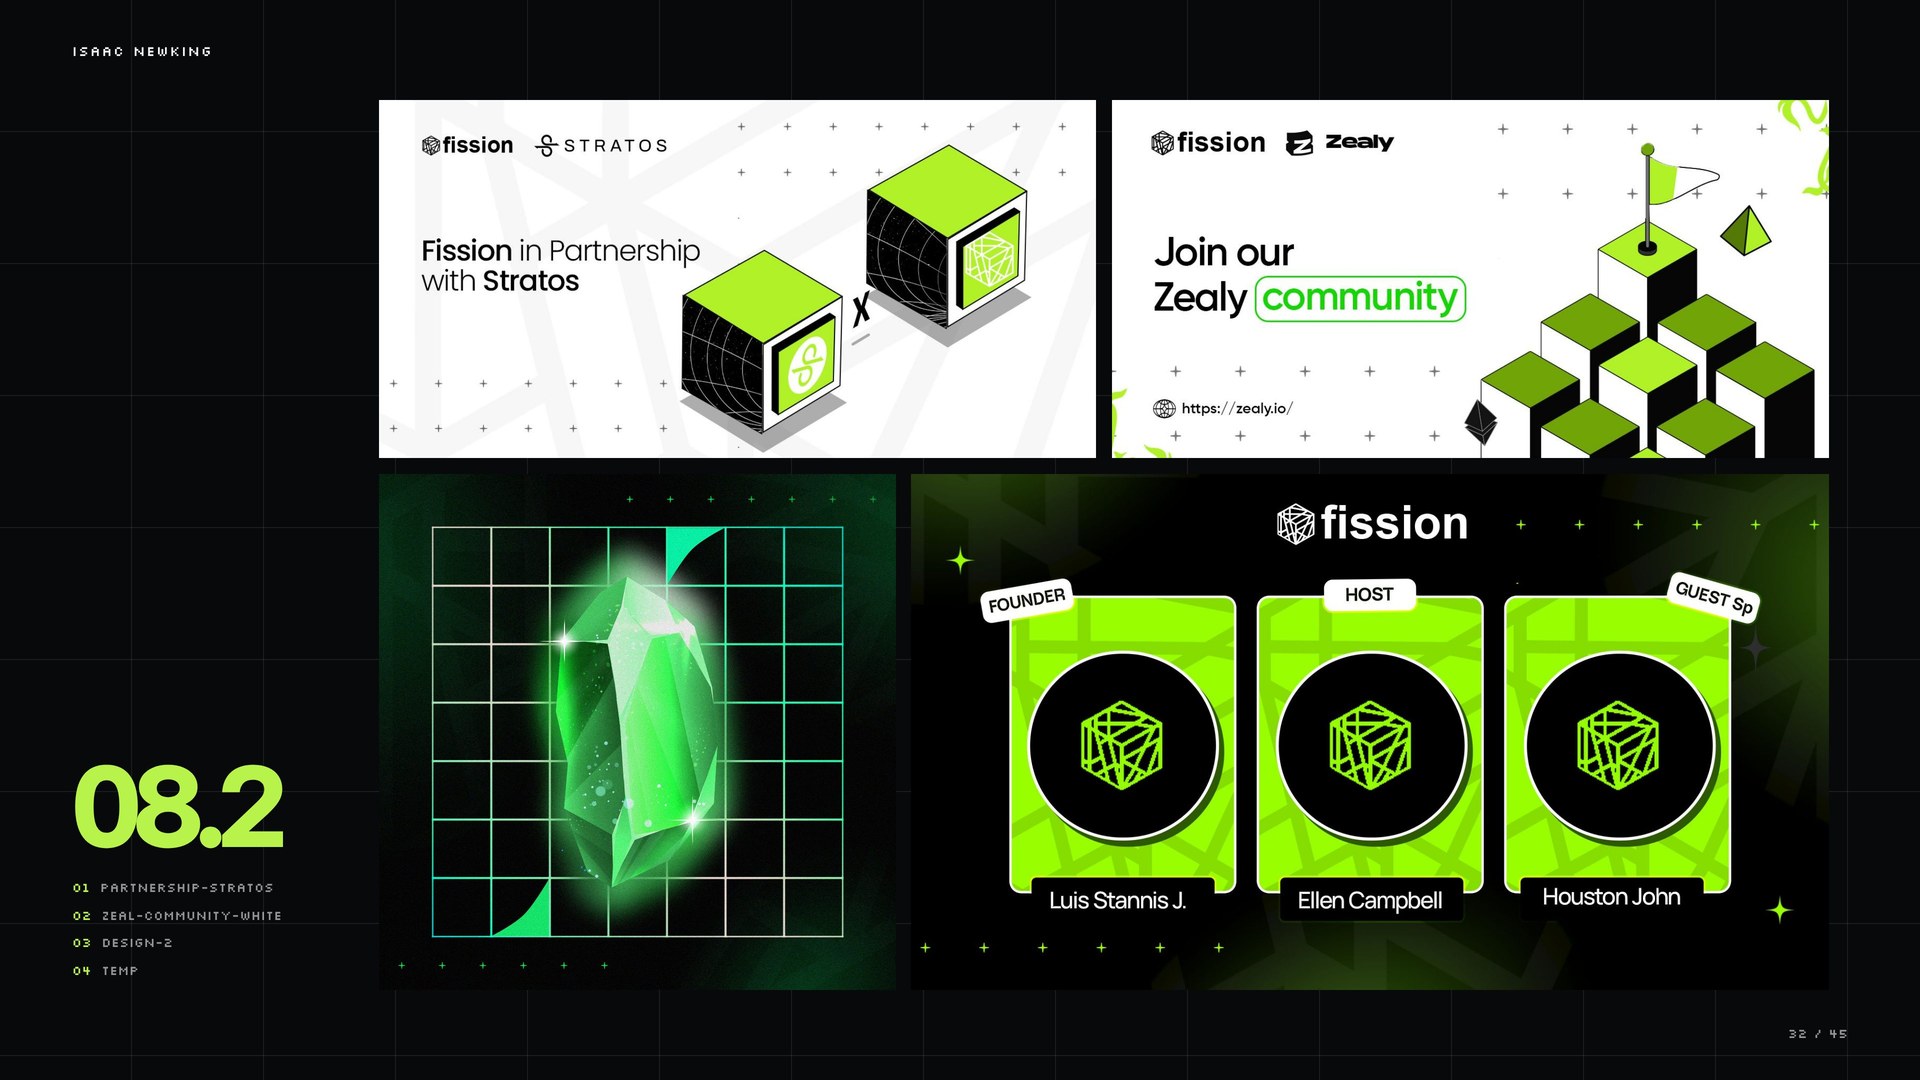 ISAAC NEWKING
fission STRATOS
Fission in Partnership
with Stratos
X
fission Zealy
Join our
Zealy community
https://zealy.io/
fission
FOUNDER
HOST
GUEST Sp
Luis Stannis J.
Ellen Campbell
Houston John
08.2
01 PARTNERSHIP-STRATOS
02 ZEAL-COMMUNITY-WHITE
03 DESIGN-2
04 TEMP
32 / 45